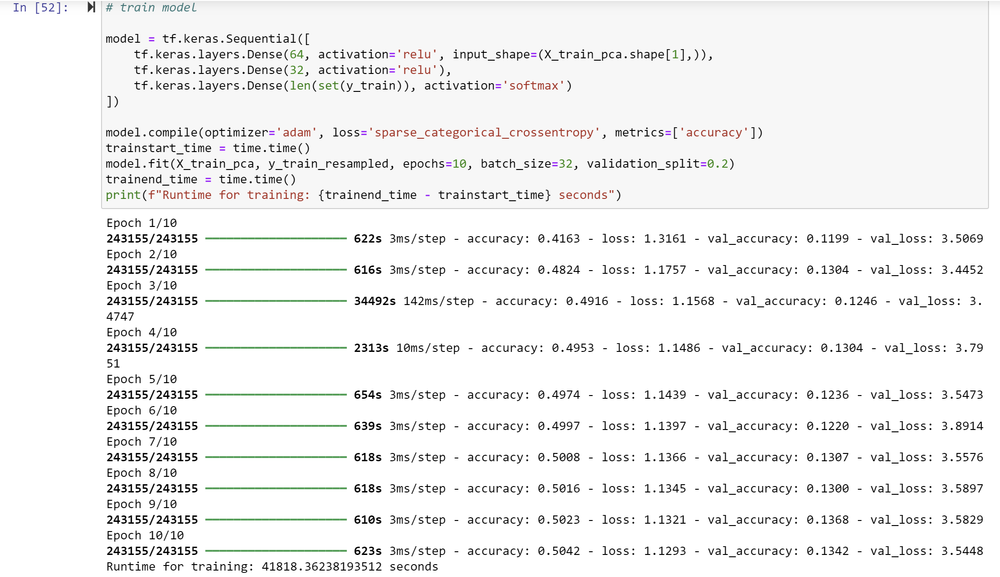 In [52]:
# train model
model = tf.keras.Sequential([
    tf.keras.layers.Dense(64, activation='relu', input_shape=(X_train_pca.shape[1],)),
    tf.keras.layers.Dense(32, activation='relu'),
    tf.keras.layers.Dense(len(set(y_train)), activation='softmax')
])
model.compile(optimizer='adam', loss='sparse_categorical_crossentropy', metrics=['accuracy'])
trainstart_time = time.time()
model.fit(X_train_pca, y_train_resampled, epochs=10, batch_size=32, validation_split=0.2)
trainend_time = time.time()
print(f"Runtime for training: {trainend_time - trainstart_time} seconds")
Epoch 1/10
243155/243155 ━━━━━━━━━━━━━━━━━━━━ 622s 3ms/step - accuracy: 0.4163 - loss: 1.3161 - val_accuracy: 0.1199 - val_loss: 3.5069
Epoch 2/10
243155/243155 ━━━━━━━━━━━━━━━━━━━━ 616s 3ms/step - accuracy: 0.4824 - loss: 1.1757 - val_accuracy: 0.1304 - val_loss: 3.4452
Epoch 3/10
243155/243155 ━━━━━━━━━━━━━━━━━━━━ 34492s 142ms/step - accuracy: 0.4916 - loss: 1.1568 - val_accuracy: 0.1246 - val_loss: 3.
4747
Epoch 4/10
243155/243155 ━━━━━━━━━━━━━━━━━━━━ 2313s 10ms/step - accuracy: 0.4953 - loss: 1.1486 - val_accuracy: 0.1304 - val_loss: 3.79
51
Epoch 5/10
243155/243155 ━━━━━━━━━━━━━━━━━━━━ 654s 3ms/step - accuracy: 0.4974 - loss: 1.1439 - val_accuracy: 0.1236 - val_loss: 3.5473
Epoch 6/10
243155/243155 ━━━━━━━━━━━━━━━━━━━━ 639s 3ms/step - accuracy: 0.4997 - loss: 1.1397 - val_accuracy: 0.1220 - val_loss: 3.8914
Epoch 7/10
243155/243155 ━━━━━━━━━━━━━━━━━━━━ 618s 3ms/step - accuracy: 0.5008 - loss: 1.1366 - val_accuracy: 0.1307 - val_loss: 3.5576
Epoch 8/10
243155/243155 ━━━━━━━━━━━━━━━━━━━━ 618s 3ms/step - accuracy: 0.5016 - loss: 1.1345 - val_accuracy: 0.1300 - val_loss: 3.5897
Epoch 9/10
243155/243155 ━━━━━━━━━━━━━━━━━━━━ 610s 3ms/step - accuracy: 0.5023 - loss: 1.1321 - val_accuracy: 0.1368 - val_loss: 3.5829
Epoch 10/10
243155/243155 ━━━━━━━━━━━━━━━━━━━━ 623s 3ms/step - accuracy: 0.5042 - loss: 1.1293 - val_accuracy: 0.1342 - val_loss: 3.5448
Runtime for training: 41818.36238193512 seconds